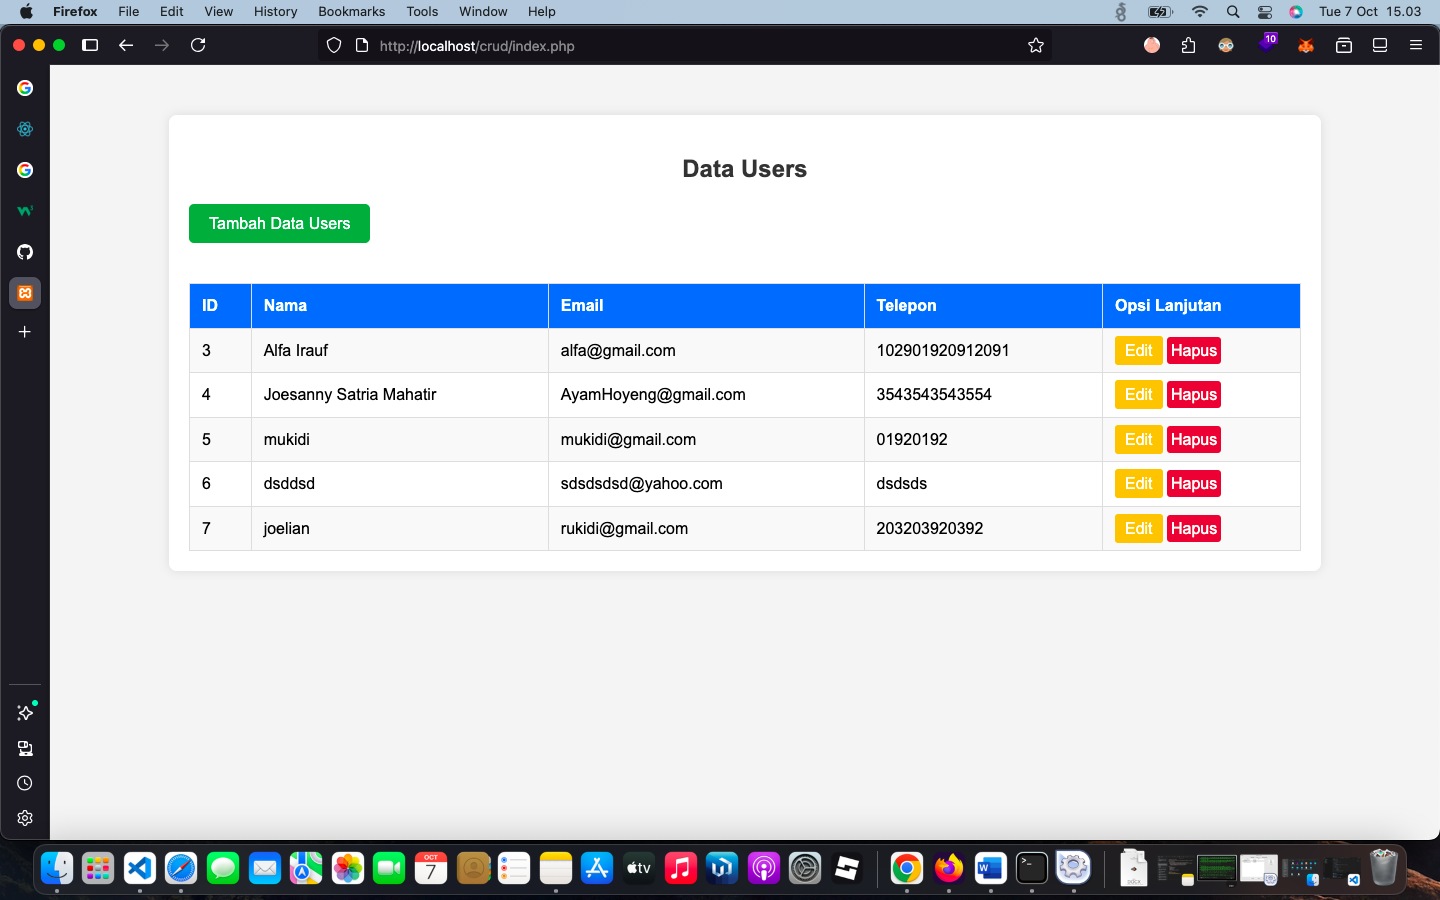 Firefox File Edit View History Bookmarks Tools Window Help Tue 7 Oct 15.03
http://localhost/crud/index.php
10
Data Users
Tambah Data Users
ID Nama Email Telepon Opsi Lanjutan
3 Alfa Irauf alfa@gmail.com 102901920912091 Edit Hapus
4 Joesanny Satria Mahatir AyamHoyeng@gmail.com 3543543543554 Edit Hapus
5 mukidi mukidi@gmail.com 01920192 Edit Hapus
6 dsddsd sdsdsdsd@yahoo.com dsdsds Edit Hapus
7 joelian rukidi@gmail.com 203203920392 Edit Hapus
OCT
7
tv